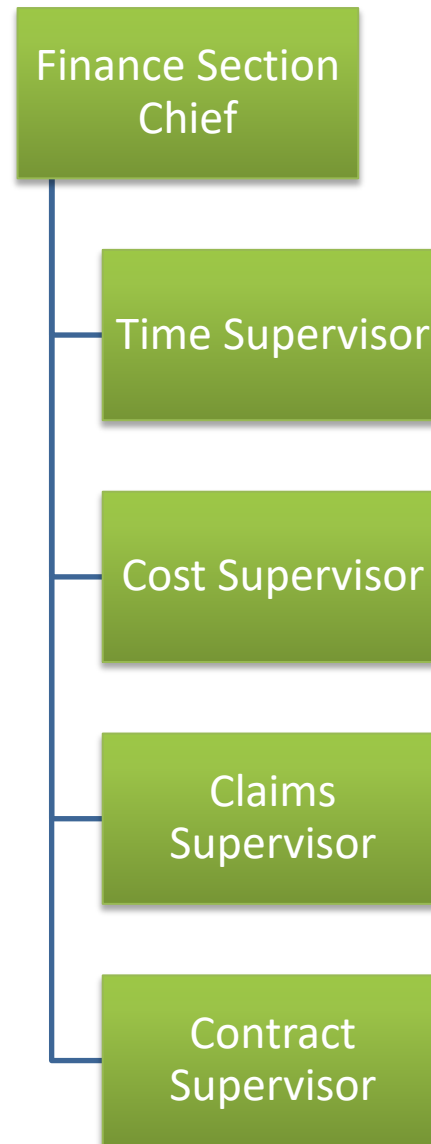 Finance Section
Chief
Time Supervisor
Cost Supervisor
Claims
Supervisor
Contract
Supervisor